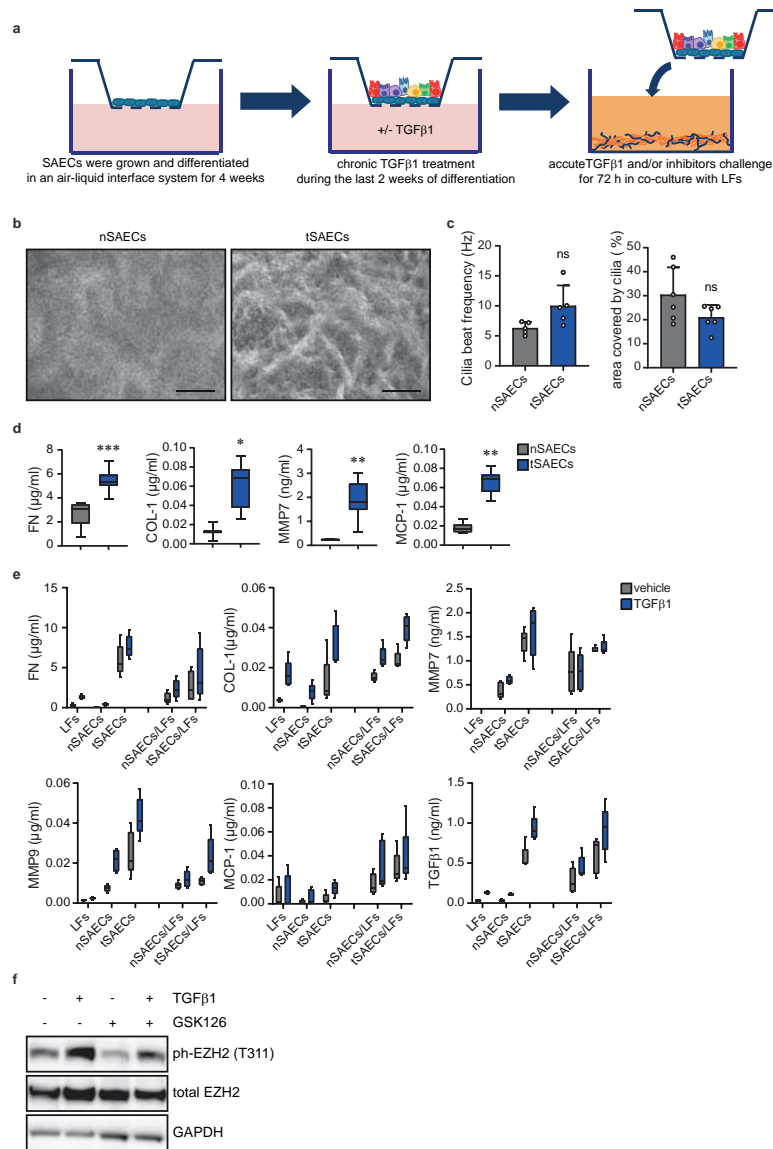 a
+/- TGFβ1
SAECs were grown and differentiated
in an air-liquid interface system for 4 weeks
chronic TGFβ1 treatment
during the last 2 weeks of differentiation
accuteTGFβ1 and/or inhibitors challenge
for 72 h in co-culture with LFs
b
nSAECs
tSAECs
c
Cilia beat frequency (Hz)
20
15
10
5
0
ns
nSAECs
tSAECs
area covered by cilia (%)
50
40
30
20
10
0
ns
nSAECs
tSAECs
d
FN (µg/ml)
8
6
4
2
0
***
COL-1 (µg/ml)
0.10
0.08
0.06
0.04
0.02
0.00
*
MMP7 (ng/ml)
4
3
2
1
0
**
MCP-1 (µg/ml)
0.10
0.08
0.06
0.04
0.02
0.00
**
nSAECs
tSAECs
e
FN (µg/ml)
15
10
5
0
LFs
nSAECs
tSAECs
nSAECs/LFs
tSAECs/LFs
COL-1(µg/ml)
0.06
0.04
0.02
0.00
LFs
nSAECs
tSAECs
nSAECs/LFs
tSAECs/LFs
MMP7 (ng/ml)
2.5
2.0
1.5
1.0
0.5
0.0
LFs
nSAECs
tSAECs
nSAECs/LFs
tSAECs/LFs
vehicle
TGFβ1
MMP9 (µg/ml)
0.06
0.04
0.02
0.00
LFs
nSAECs
tSAECs
nSAECs/LFs
tSAECs/LFs
MCP-1 (µg/ml)
0.10
0.08
0.06
0.04
0.02
0.00
LFs
nSAECs
tSAECs
nSAECs/LFs
tSAECs/LFs
TGFβ1 (ng/ml)
1.5
1.0
0.5
0.0
LFs
nSAECs
tSAECs
nSAECs/LFs
tSAECs/LFs
f
- + - + TGFβ1
- - + + GSK126
ph-EZH2 (T311)
total EZH2
GAPDH